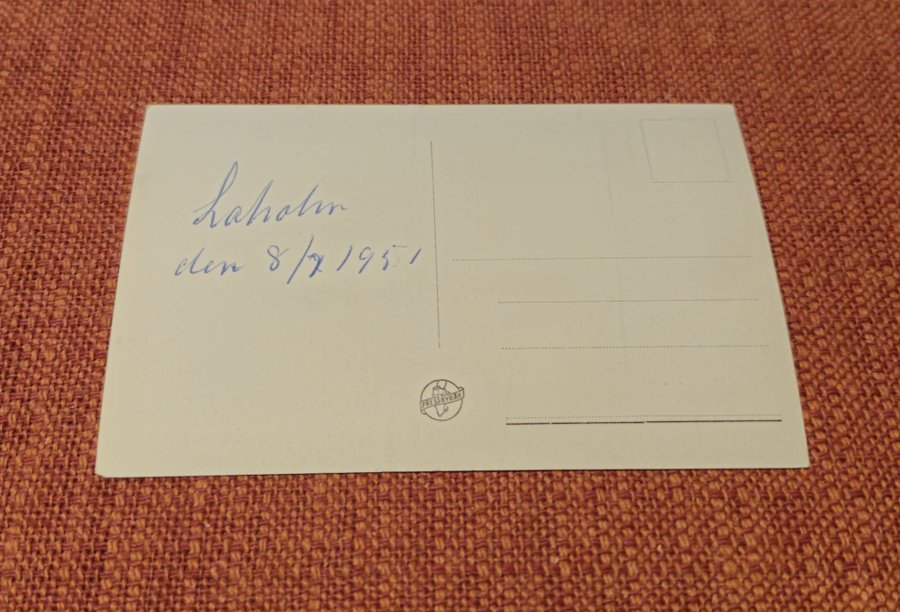 Laholm
den 8/7 1951
PRESSBYRÅN